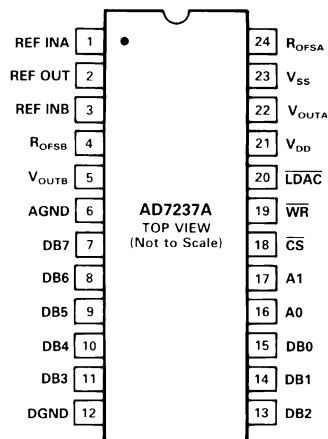 REF INA 1
REF OUT 2
REF INB 3
ROFSB 4
VOUTB 5
AGND 6
DB7 7
DB6 8
DB5 9
DB4 10
DB3 11
DGND 12
AD7237A
TOP VIEW
(Not to Scale)
24 ROFSA
23 VSS
22 VOUTA
21 VDD
20 LDAC
19 WR
18 CS
17 A1
16 A0
15 DB0
14 DB1
13 DB2